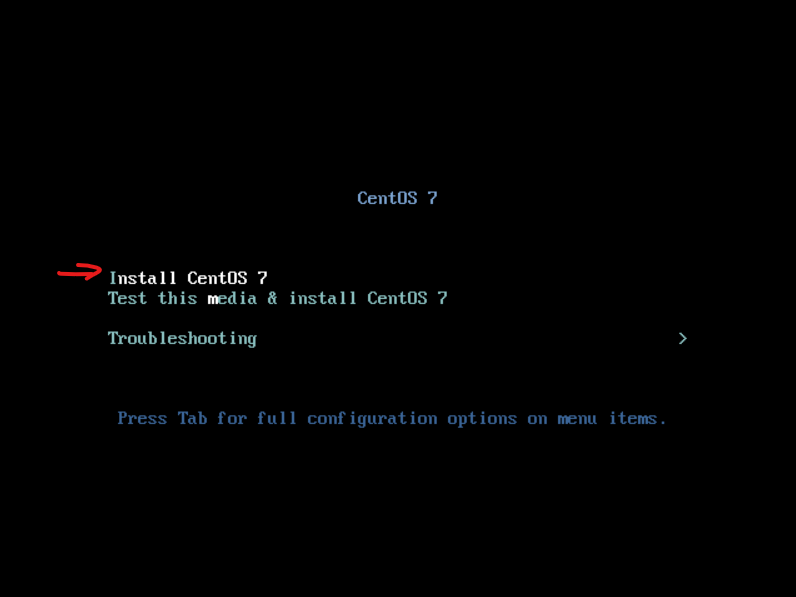 CentOS 7
Install CentOS 7
Test this media & install CentOS 7
Troubleshooting >
Press Tab for full configuration options on menu items.